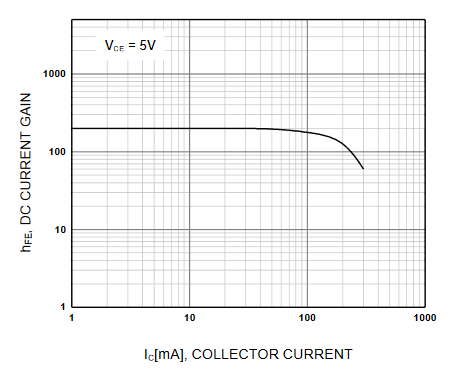 VCE = 5V
1000
100
10
1
1
10
100
1000
hFE, DC CURRENT GAIN
IC[mA], COLLECTOR CURRENT